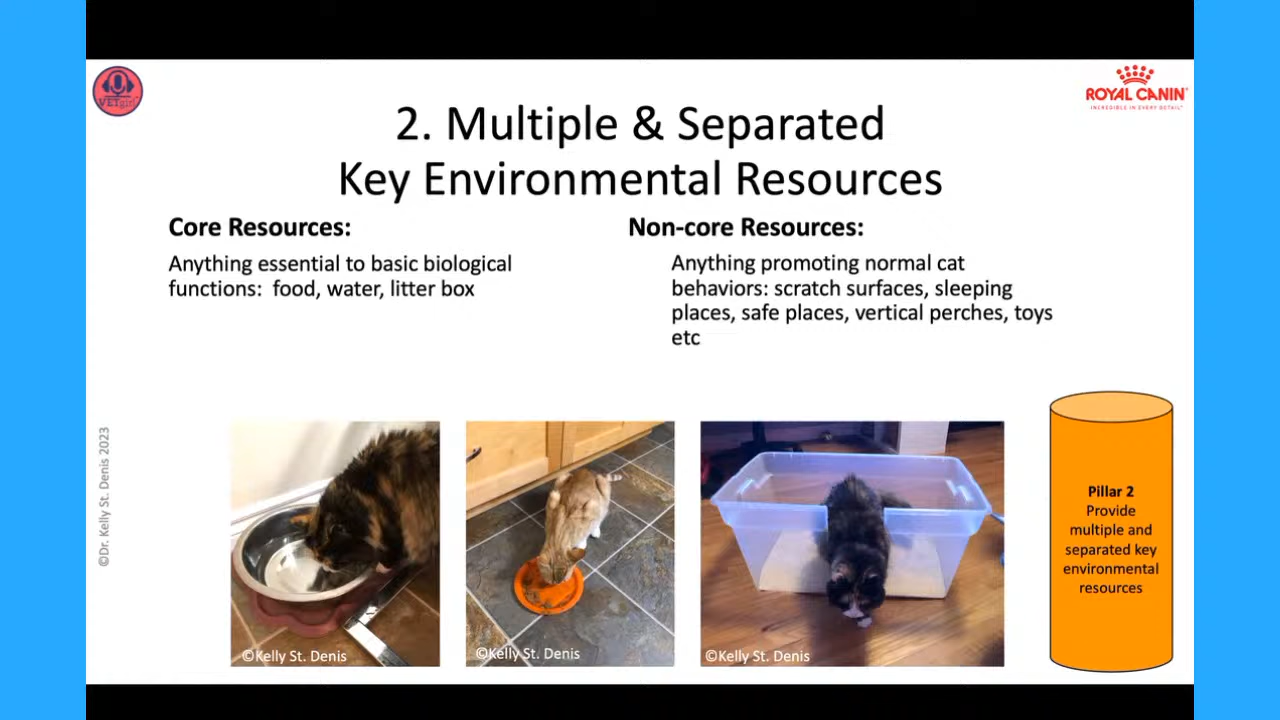 VETgirl
ROYAL CANIN
INCREDIBLE IN EVERY DETAIL
2. Multiple & Separated
Key Environmental Resources
Core Resources:
Anything essential to basic biological
functions:  food, water, litter box
Non-core Resources:
Anything promoting normal cat
behaviors: scratch surfaces, sleeping
places, safe places, vertical perches, toys
etc
©Dr. Kelly St. Denis 2023
©Kelly St. Denis
©Kelly St. Denis
©Kelly St. Denis
Pillar 2
Provide
multiple and
separated key
environmental
resources